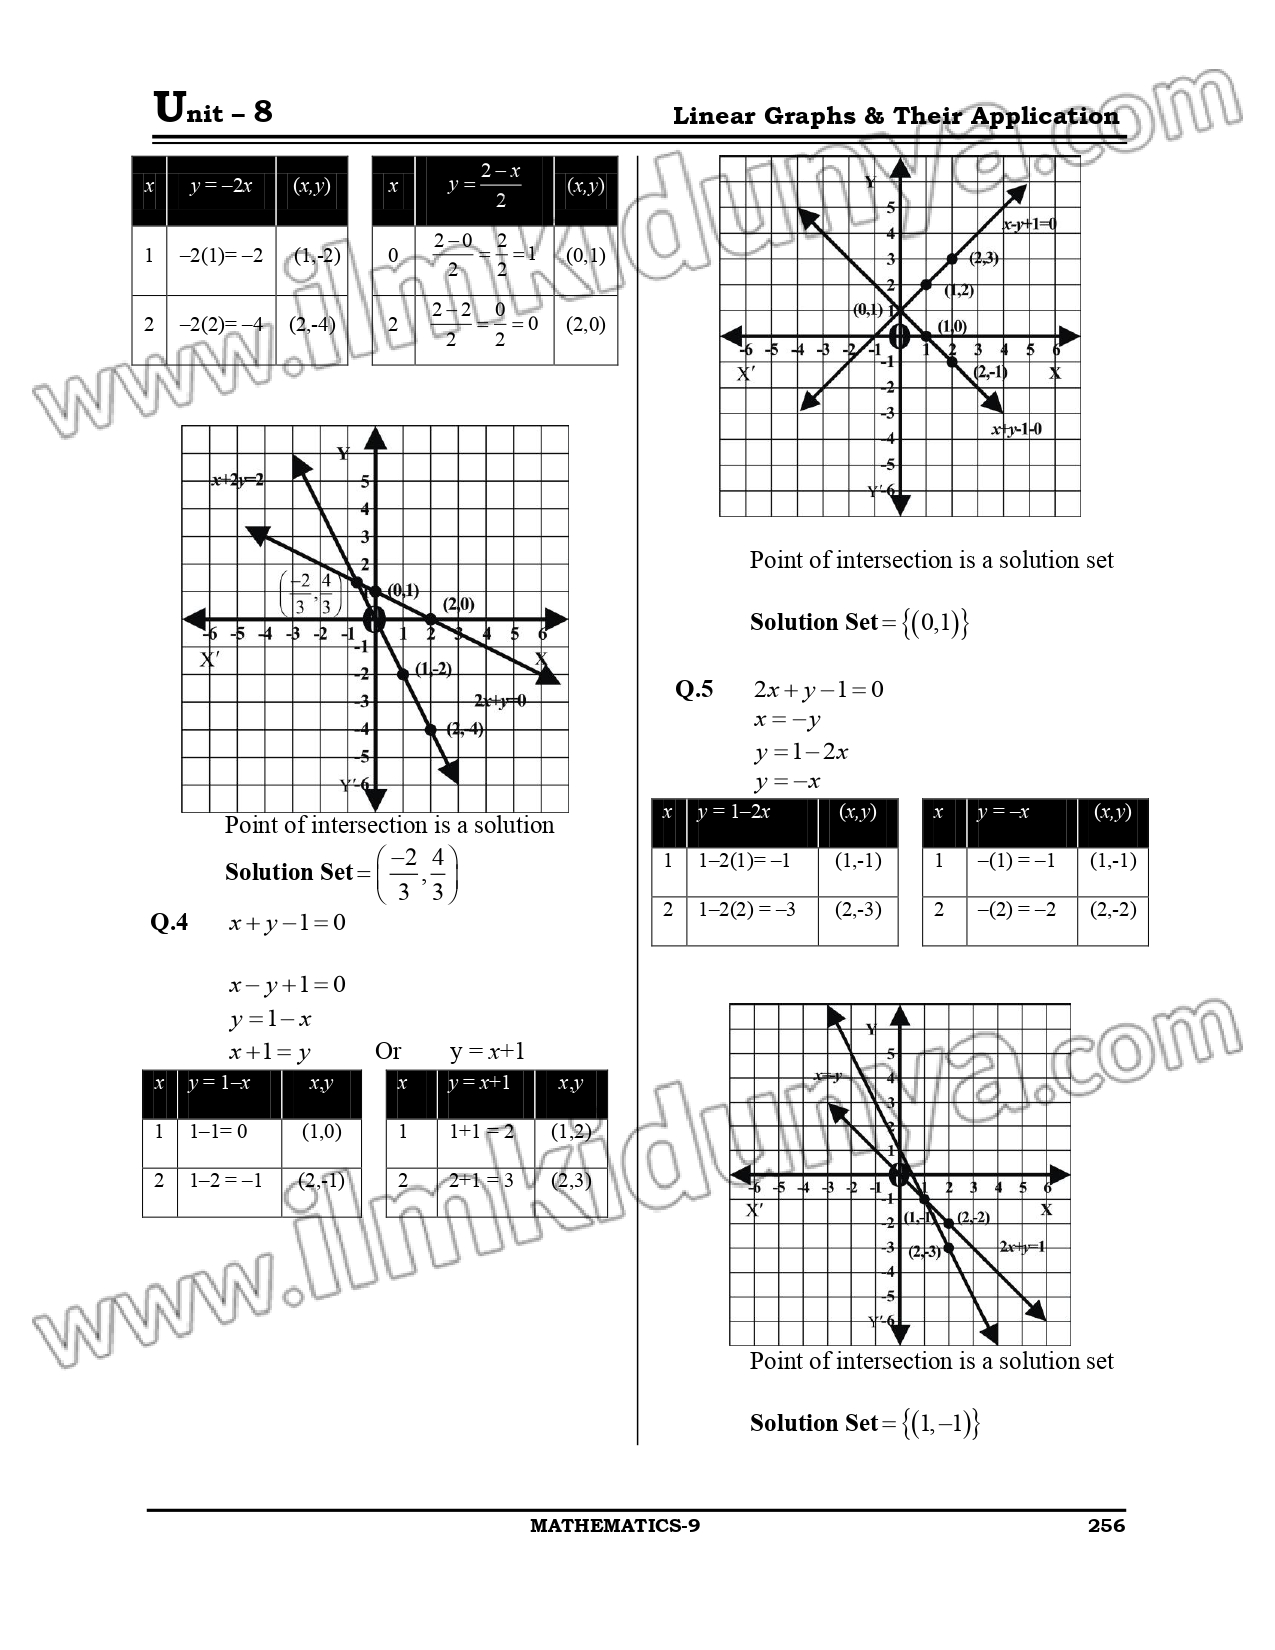 Unit – 8
Linear Graphs & Their Application
x y = –2x (x,y)
1 –2(1)= –2 (1,-2)
2 –2(2)= –4 (2,-4)
x y = (2 – x)/2 (x,y)
0 (2–0)/2 = 2/2 = 1 (0,1)
2 (2–2)/2 = 0/2 = 0 (2,0)
Y
x+2y=2
5
4
3
2
(–2/3, 4/3)
(0,1)
(2,0)
0
-6 -5 -4 -3 -2 -1 1 2 3 4 5 6
X′
X
-1
(1,-2)
-2
-3
2x+y=0
-4
(2,-4)
-5
Y′-6
Point of intersection is a solution
Solution Set = (–2/3, 4/3)
Q.4 x + y – 1 = 0
x – y + 1 = 0
y = 1 – x
x + 1 = y Or y = x+1
x y = 1–x x,y
1 1–1= 0 (1,0)
2 1–2 = –1 (2,-1)
x y = x+1 x,y
1 1+1 = 2 (1,2)
2 2+1 = 3 (2,3)
Y
5
x-y+1=0
4
3
(2,3)
2
(1,2)
(0,1) 1
(1,0)
0
-6 -5 -4 -3 -2 -1 1 2 3 4 5 6
X′
-1
(2,-1)
X
-2
-3
x+y-1-0
-4
-5
Y′-6
Point of intersection is a solution set
Solution Set = {(0,1)}
Q.5 2x + y – 1 = 0
x = –y
y = 1 – 2x
y = –x
x y = 1–2x (x,y)
1 1–2(1)= –1 (1,-1)
2 1–2(2) = –3 (2,-3)
x y = –x (x,y)
1 –(1) = –1 (1,-1)
2 –(2) = –2 (2,-2)
Y
5
x=-y
4
3
2
1
0
-6 -5 -4 -3 -2 -1 1 2 3 4 5 6
X′
-1
X
-2 (1,-1 (2,-2)
-3 (2,-3)
2x+y=1
-4
-5
Y′-6
Point of intersection is a solution set
Solution Set = {(1,–1)}
MATHEMATICS-9
256
www.ilmkidunya.com
www.ilmkidunya.com